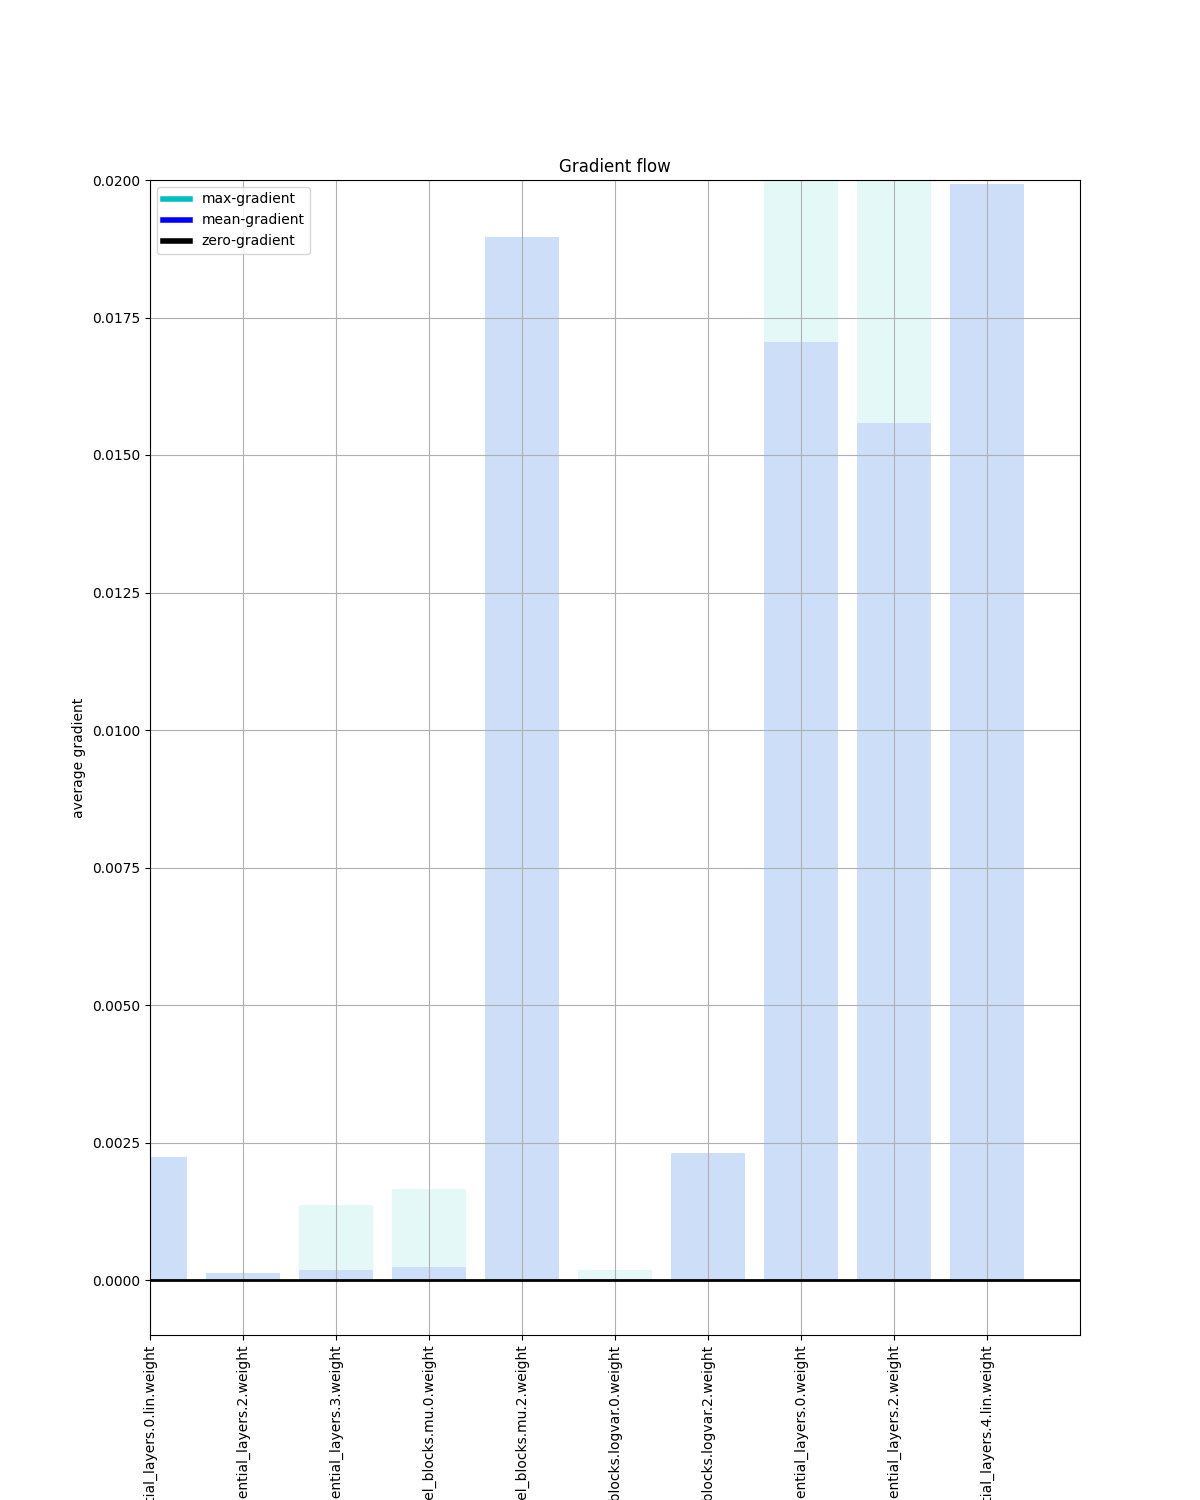 Gradient flow
max-gradient
mean-gradient
zero-gradient
0.0200
0.0175
0.0150
0.0125
0.0100
0.0075
0.0050
0.0025
0.0000
average gradient
tial_layers.0.lin.weight
ential_layers.2.weight
ential_layers.3.weight
el_blocks.mu.0.weight
el_blocks.mu.2.weight
blocks.logvar.0.weight
blocks.logvar.2.weight
ential_layers.0.weight
ential_layers.2.weight
tial_layers.4.lin.weight